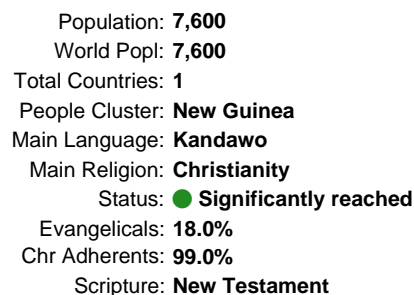 Population: 7,600
World Popl: 7,600
Total Countries: 1
People Cluster: New Guinea
Main Language: Kandawo
Main Religion: Christianity
Status: Significantly reached
Evangelicals: 18.0%
Chr Adherents: 99.0%
Scripture: New Testament